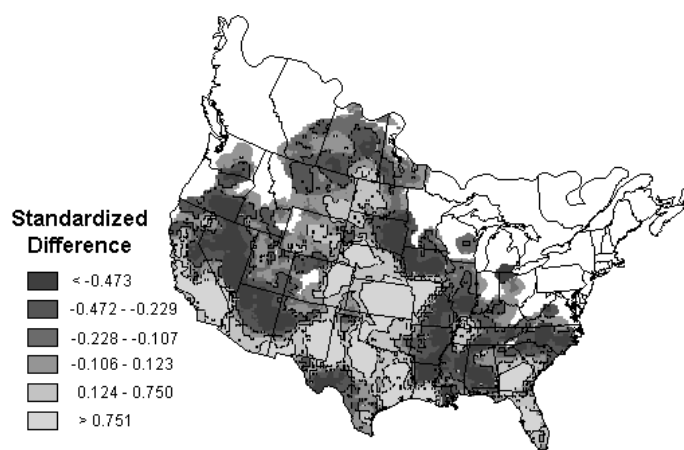 Standardized
Difference
< -0.473
-0.472 - -0.229
-0.228 - -0.107
-0.106 - 0.123
0.124 - 0.750
> 0.751